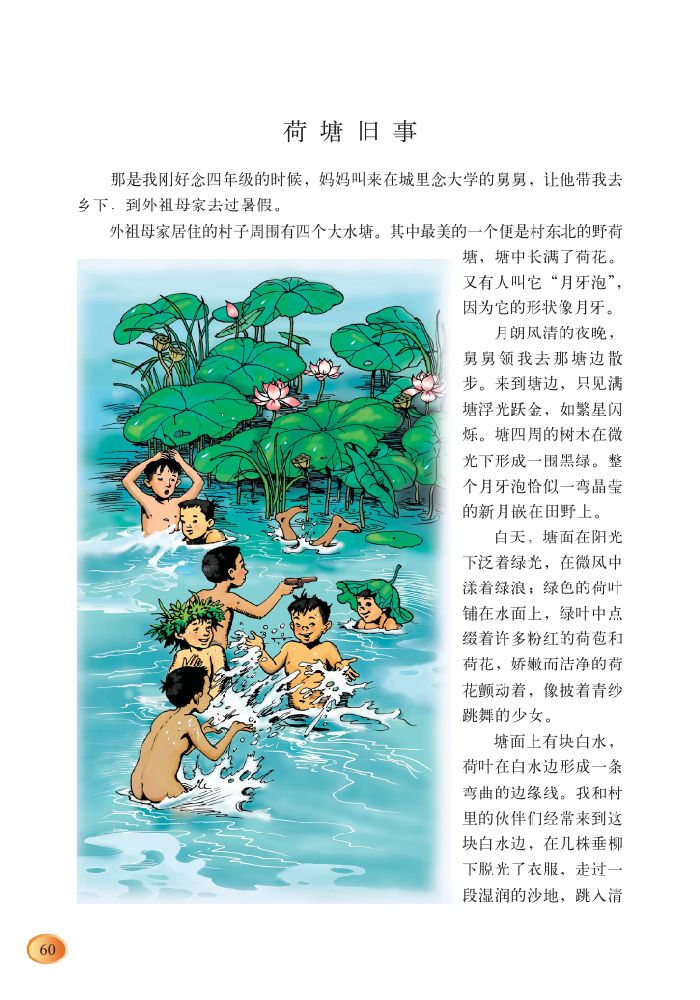 荷塘旧事
那是我刚好念四年级的时候，妈妈叫来在城里念大学的舅舅，让他带我去
乡下，到外祖母家去过暑假。
外祖母家居住的村子周围有四个大水塘。其中最美的一个便是村东北的野荷
塘，塘中长满了荷花。
又有人叫它“月牙泡”，
因为它的形状像月牙。
月朗风清的夜晚，
舅舅领我去那塘边散
步。来到塘边，只见满
塘浮光跃金，如繁星闪
烁。塘四周的树木在微
光下形成一围黑绿。整
个月牙泡恰似一弯晶莹
的新月嵌在田野上。
白天，塘面在阳光
下泛着绿光，在微风中
漾着绿浪；绿色的荷叶
铺在水面上，绿叶中点
缀着许多粉红的荷苞和
荷花，娇嫩而洁净的荷
花颤动着，像披着青纱
跳舞的少女。
塘面上有块白水，
荷叶在白水边形成一条
弯曲的边缘线。我和村
里的伙伴们经常来到这
块白水边，在几株垂柳
下脱光了衣服，走过一
段湿润的沙地，跳入清
60